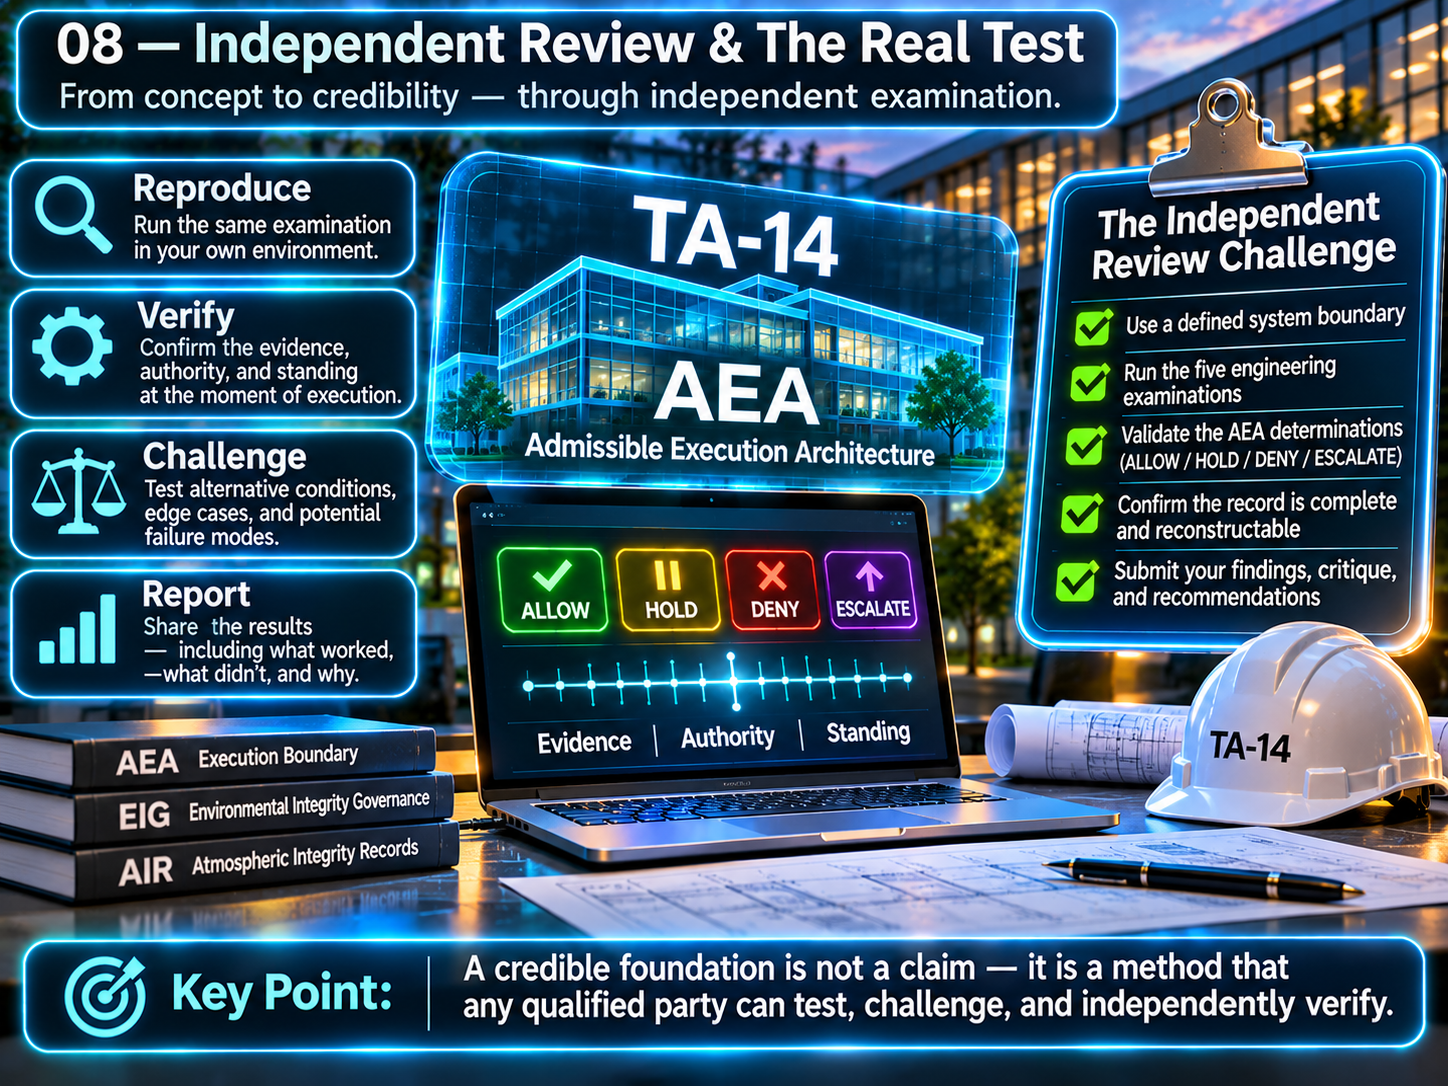 08 — Independent Review & The Real Test
From concept to credibility — through independent examination.
Reproduce
Run the same examination
in your own environment.
Verify
Confirm the evidence,
authority, and standing
at the moment of execution.
Challenge
Test alternative conditions,
edge cases, and potential
failure modes.
Report
Share the results
— including what worked,
—what didn't, and why.
TA-14
AEA
Admissible Execution Architecture
The Independent
Review Challenge
Use a defined system boundary
Run the five engineering
examinations
Validate the AEA determinations
(ALLOW / HOLD / DENY / ESCALATE)
Confirm the record is complete
and reconstructable
Submit your findings, critique,
and recommendations
ALLOW
HOLD
DENY
ESCALATE
Evidence | Authority | Standing
AEA Execution Boundary
EIG Environmental Integrity Governance
AIR Atmospheric Integrity Records
TA-14
Key Point:
A credible foundation is not a claim — it is a method that
any qualified party can test, challenge, and independently verify.